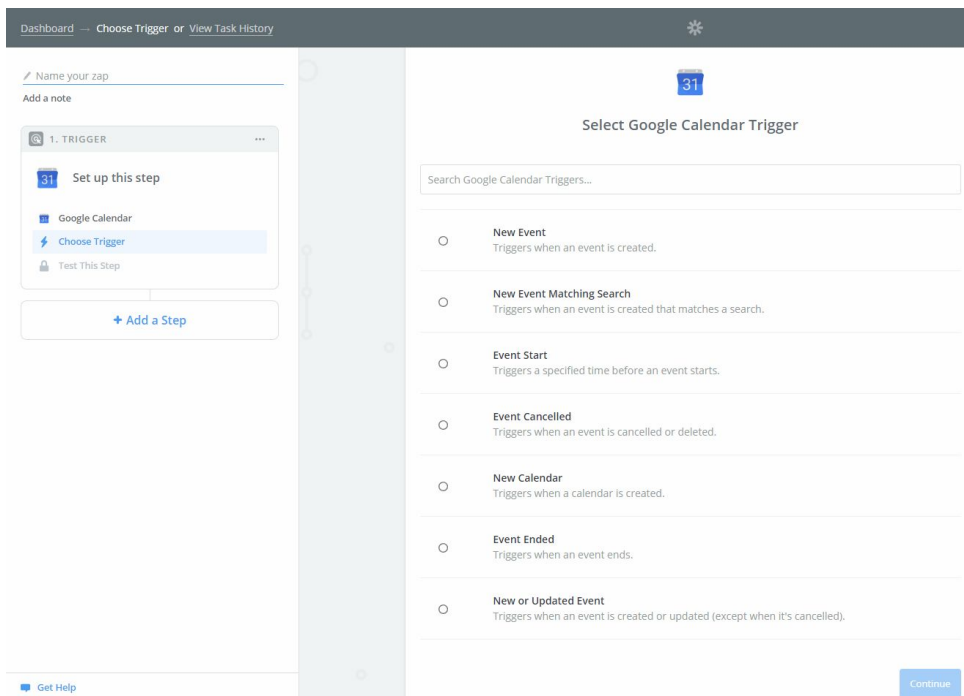 Dashboard → Choose Trigger or View Task History
Name your zap
Add a note
1. TRIGGER
31 Set up this step
Google Calendar
Choose Trigger
Test This Step
+ Add a Step
Get Help
31
Select Google Calendar Trigger
Search Google Calendar Triggers...
New Event
Triggers when an event is created.
New Event Matching Search
Triggers when an event is created that matches a search.
Event Start
Triggers a specified time before an event starts.
Event Cancelled
Triggers when an event is cancelled or deleted.
New Calendar
Triggers when a calendar is created.
Event Ended
Triggers when an event ends.
New or Updated Event
Triggers when an event is created or updated (except when it's cancelled).
Continue